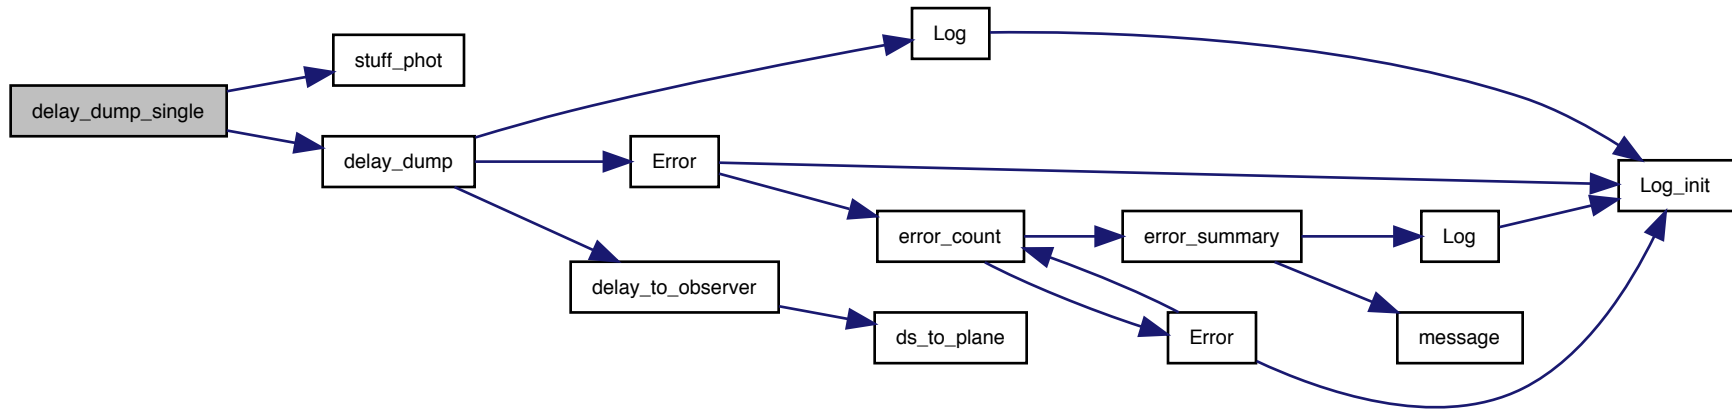 delay_dump_single
stuff_phot
delay_dump
Log
Error
delay_to_observer
error_count
ds_to_plane
error_summary
Error
Log
message
Log_init